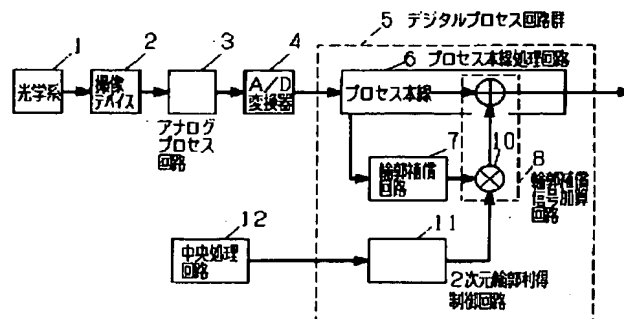 5 デジタルプロセス回路群
1
2
3
4
6 プロセス本線処理回路
光学系
撮像
デバイス
A/D
変換器
プロセス本線
アナログ
プロセス
回路
7
10
8
輪郭補償
回路
輪郭補償
信号加算
回路
12
11
中央処理
回路
2次元輪郭利得
制御回路